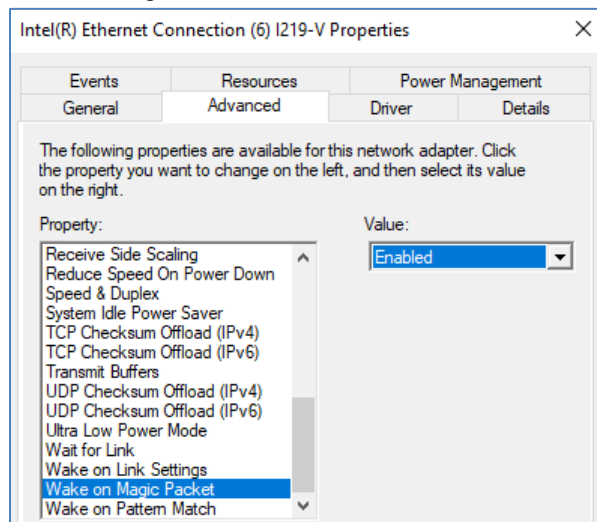 Intel(R) Ethernet Connection (6) I219-V Properties
Events Resources Power Management
General Advanced Driver Details
The following properties are available for this network adapter. Click
the property you want to change on the left, and then select its value
on the right.
Property: Value:
Receive Side Scaling Enabled
Reduce Speed On Power Down
Speed & Duplex
System Idle Power Saver
TCP Checksum Offload (IPv4)
TCP Checksum Offload (IPv6)
Transmit Buffers
UDP Checksum Offload (IPv4)
UDP Checksum Offload (IPv6)
Ultra Low Power Mode
Wait for Link
Wake on Link Settings
Wake on Magic Packet
Wake on Pattern Match